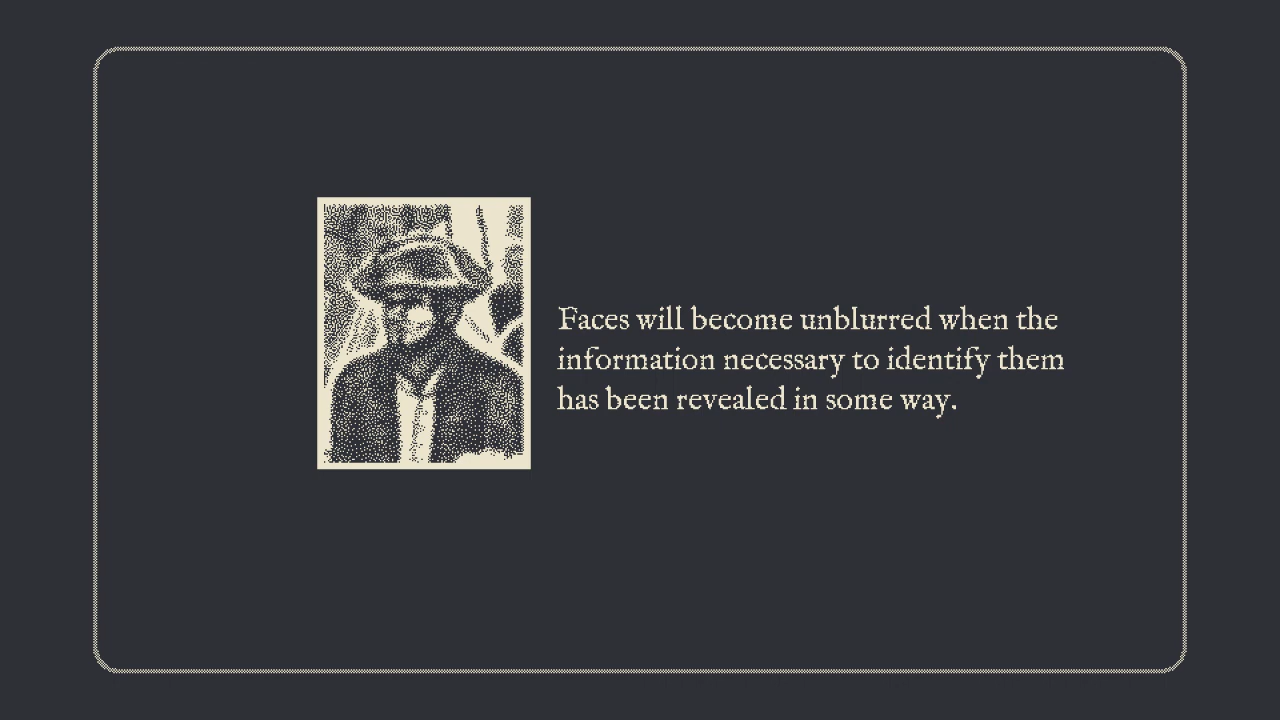 Faces will become unblurred when the
information necessary to identify them
has been revealed in some way.